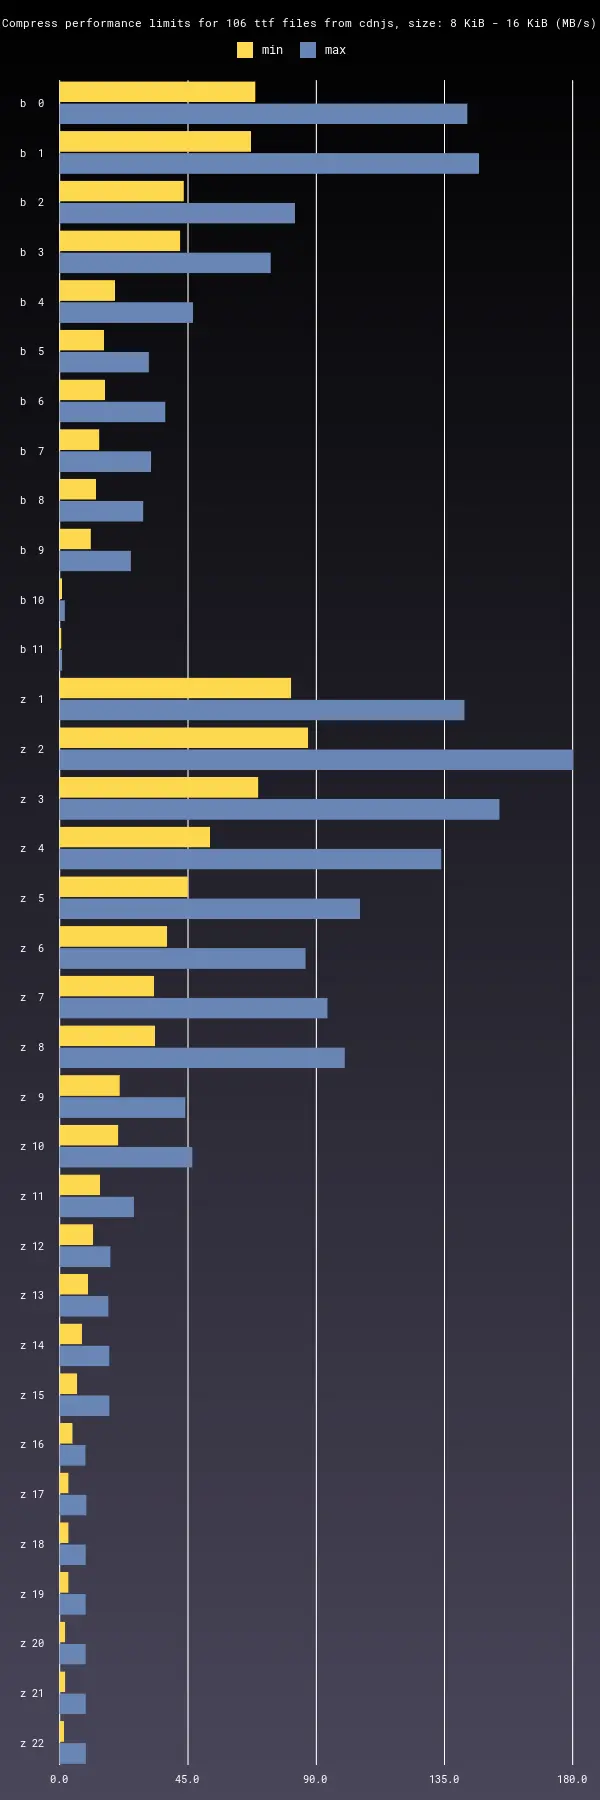 Compress performance limits for 106 ttf files from cdnjs, size: 8 KiB - 16 KiB (MB/s)
min max
b 0
b 1
b 2
b 3
b 4
b 5
b 6
b 7
b 8
b 9
b 10
b 11
z 1
z 2
z 3
z 4
z 5
z 6
z 7
z 8
z 9
z 10
z 11
z 12
z 13
z 14
z 15
z 16
z 17
z 18
z 19
z 20
z 21
z 22
0.0 45.0 90.0 135.0 180.0